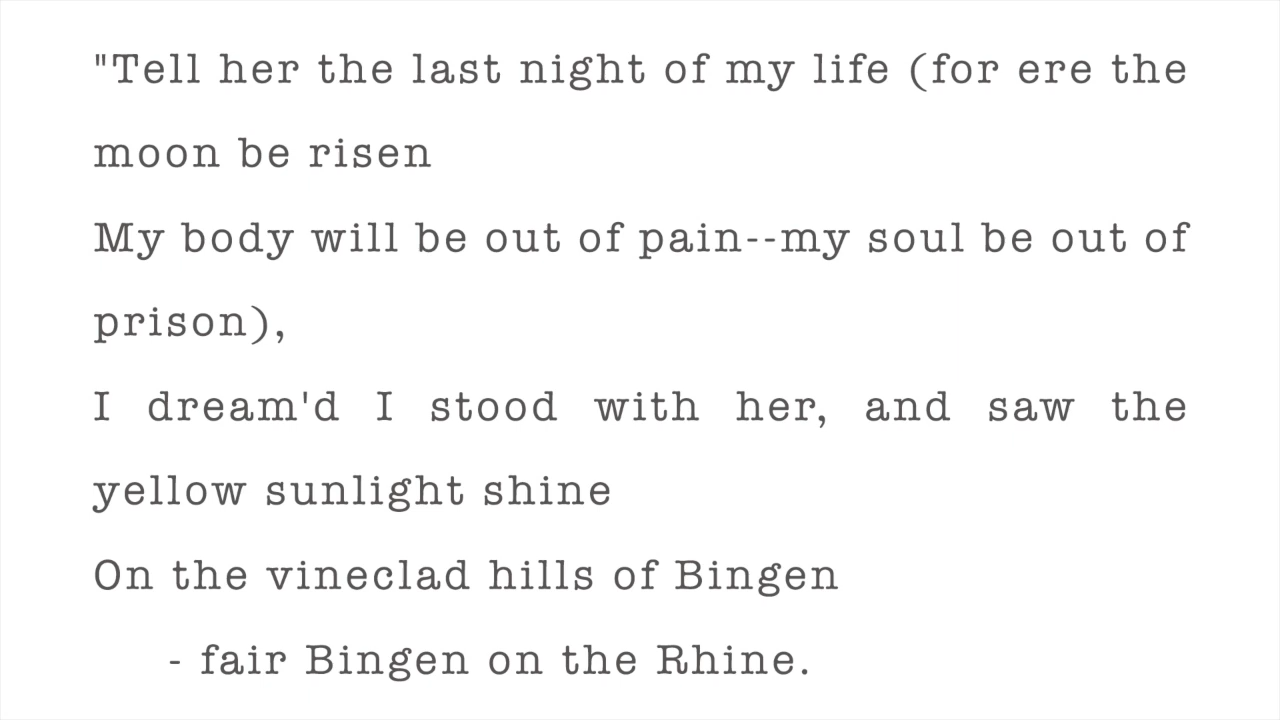 "Tell her the last night of my life (for ere the
moon be risen
My body will be out of pain--my soul be out of
prison),
I dream'd I stood with her, and saw the
yellow sunlight shine
On the vineclad hills of Bingen
- fair Bingen on the Rhine.